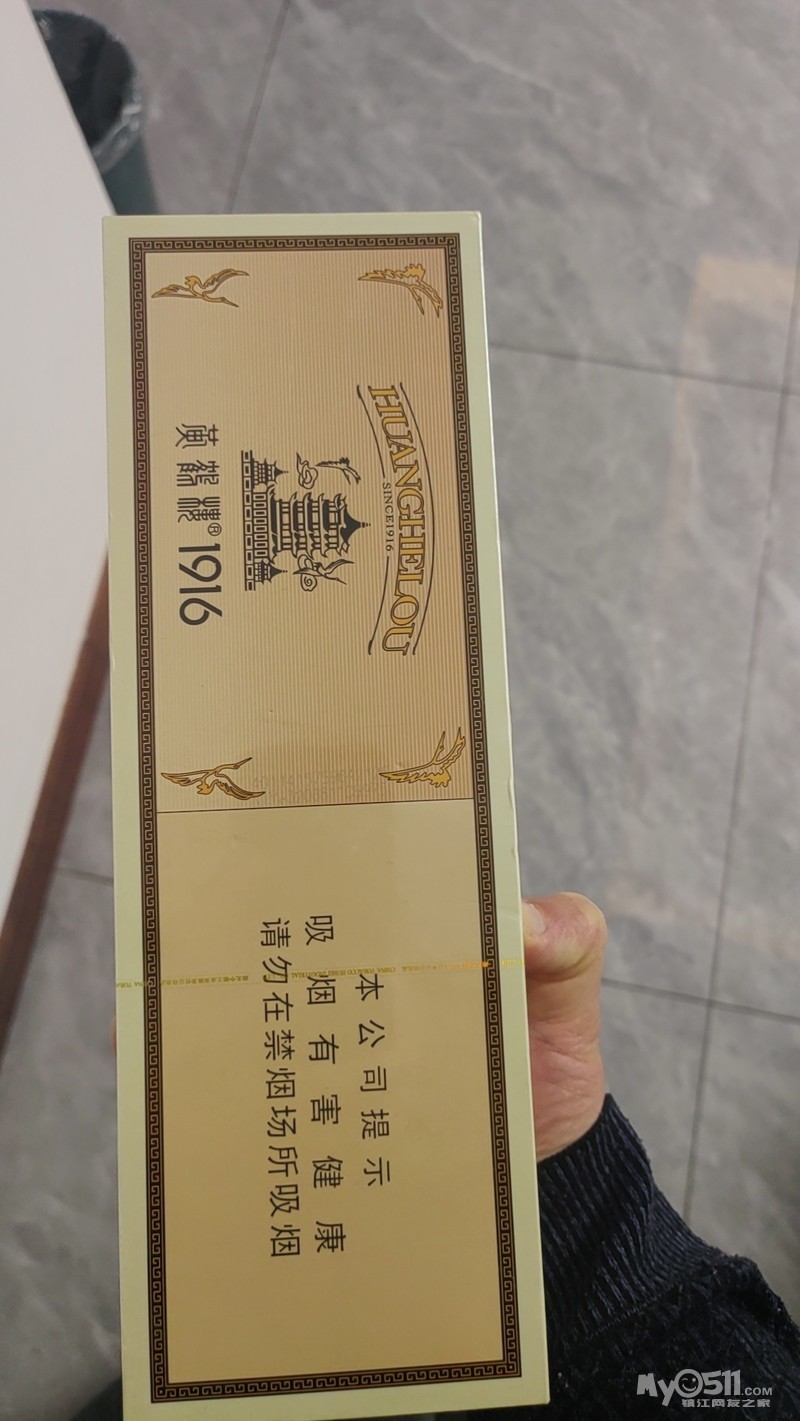 HUANGHELOU
SINCE1916
黄鹤楼®1916
本公司提示
吸烟有害健康
请勿在禁烟场所吸烟
My0511.com
镇江网友之家